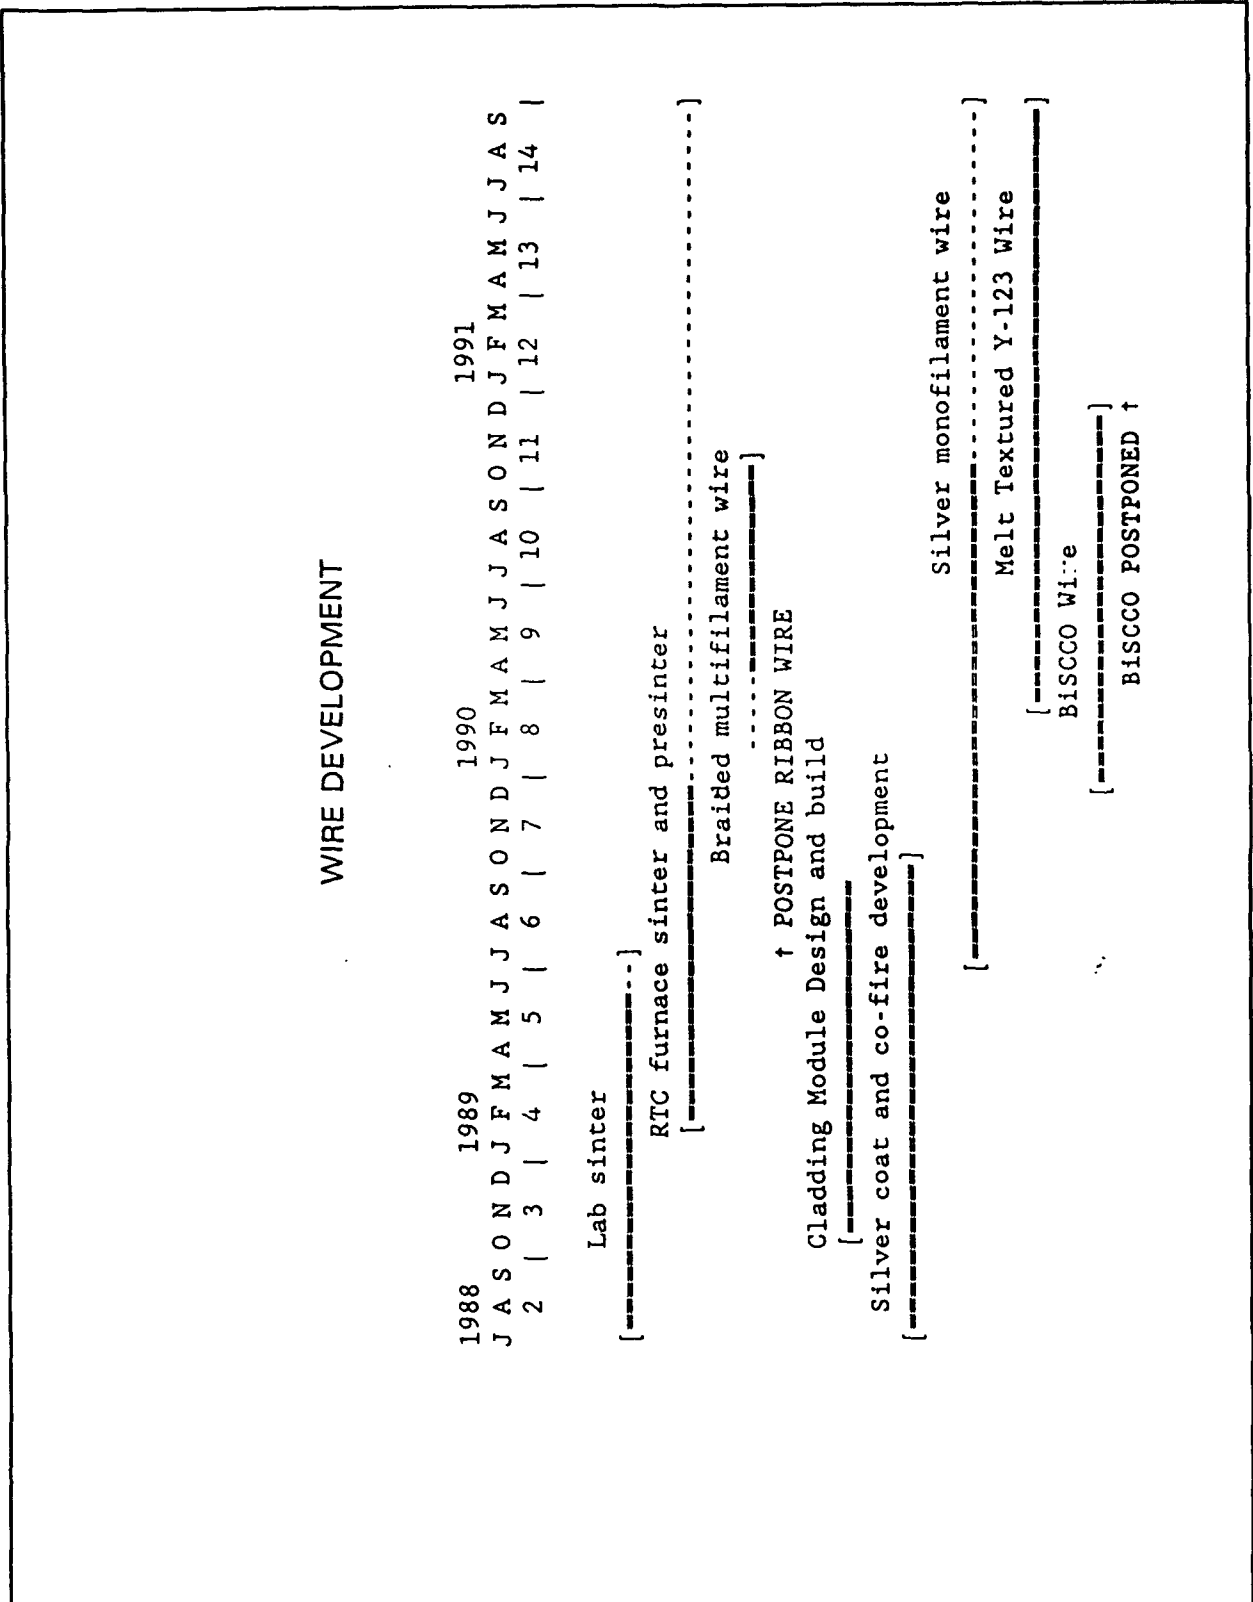 WIRE DEVELOPMENT
1988 1989 1990 1991
J A S O N D J F M A M J J A S O N D J F M A M J J A S O N D J F M A M J J A S
2 | 3 | 4 | 5 | 6 | 7 | 8 | 9 | 10 | 11 | 12 | 13 | 14 |
Lab sinter
RTC furnace sinter and presinter
Braided multifilament wire
↑ POSTPONE RIBBON WIRE
Cladding Module Design and build
Silver coat and co-fire development
Silver monofilament wire
Melt Textured Y-123 Wire
BiSCCO Wire
BiSCCO POSTPONED ↑